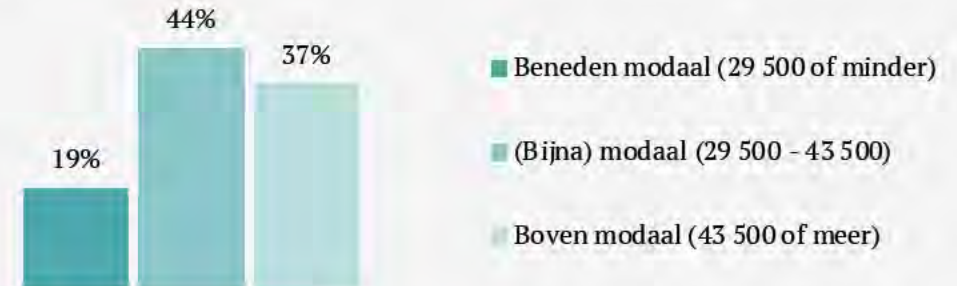 44%
37%
19%
Beneden modaal (29 500 of minder)
(Bijna) modaal (29 500 - 43 500)
Boven modaal (43 500 of meer)